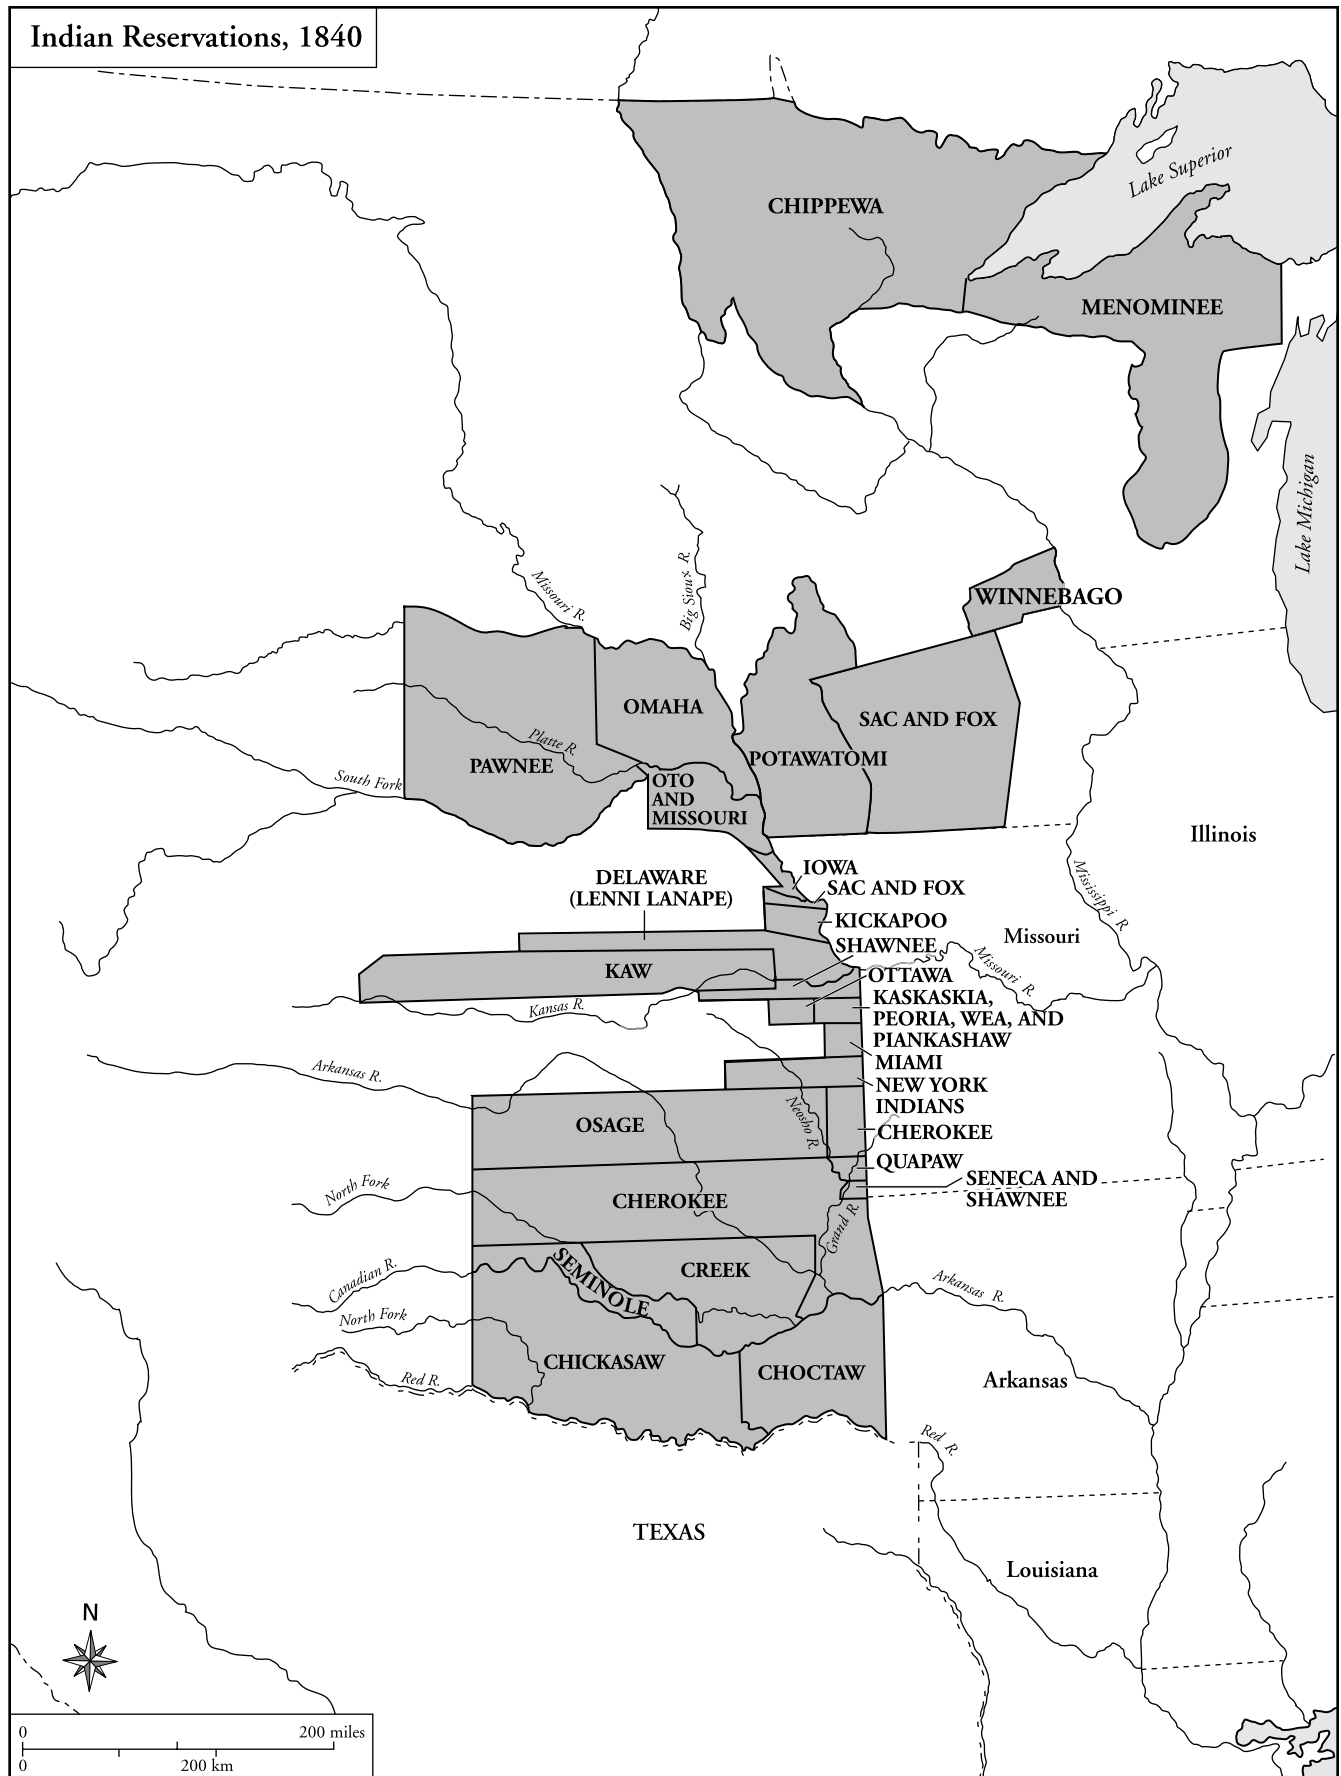 Indian Reservations, 1840
Lake Superior
CHIPPEWA
MENOMINEE
Lake Michigan
Missouri R.
Big Sioux R.
WINNEBAGO
OMAHA
SAC AND FOX
Platte R.
PAWNEE
POTAWATOMI
South Fork
OTO
AND
MISSOURI
Illinois
IOWA
DELAWARE
(LENNI LANAPE)
SAC AND FOX
Mississippi R.
KICKAPOO
Missouri
SHAWNEE
KAW
Missouri R.
OTTAWA
Kansas R.
KASKASKIA,
PEORIA, WEA, AND
PIANKASHAW
MIAMI
Arkansas R.
NEW YORK
INDIANS
Neosho R.
OSAGE
CHEROKEE
QUAPAW
SENECA AND
SHAWNEE
North Fork
CHEROKEE
Grand R.
Canadian R.
SEMINOLE
CREEK
Arkansas R.
North Fork
CHICKASAW
CHOCTAW
Red R.
Arkansas
Red R.
TEXAS
Louisiana
N
0
200 miles
0
200 km